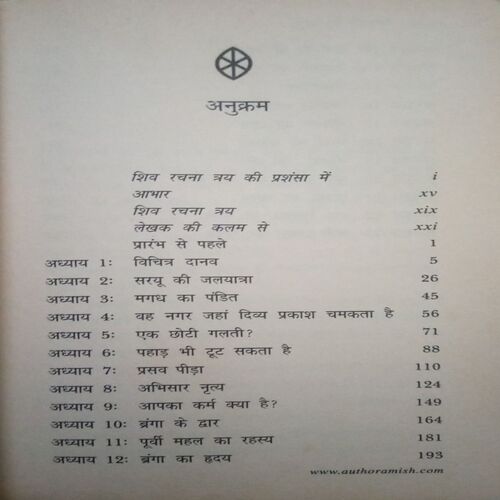 अनुक्रम
शिव रचना त्रय की प्रशंसा में i
आभार xv
शिव रचना त्रय xix
लेखक की कलम से xxi
प्रारंभ से पहले 1
अध्याय 1: विचित्र दानव 5
अध्याय 2: सरयू की जलयात्रा 26
अध्याय 3: मगध का पंडित 45
अध्याय 4: वह नगर जहां दिव्य प्रकाश चमकता है 56
अध्याय 5: एक छोटी गलती? 71
अध्याय 6: पहाड़ भी टूट सकता है 88
अध्याय 7: प्रसव पीड़ा 110
अध्याय 8: अभिसार नृत्य 124
अध्याय 9: आपका कर्म क्या है? 149
अध्याय 10: ब्रंगा के द्वार 164
अध्याय 11: पूर्वी महल का रहस्य 181
अध्याय 12: ब्रंगा का हृदय 193
www.authoramish.com